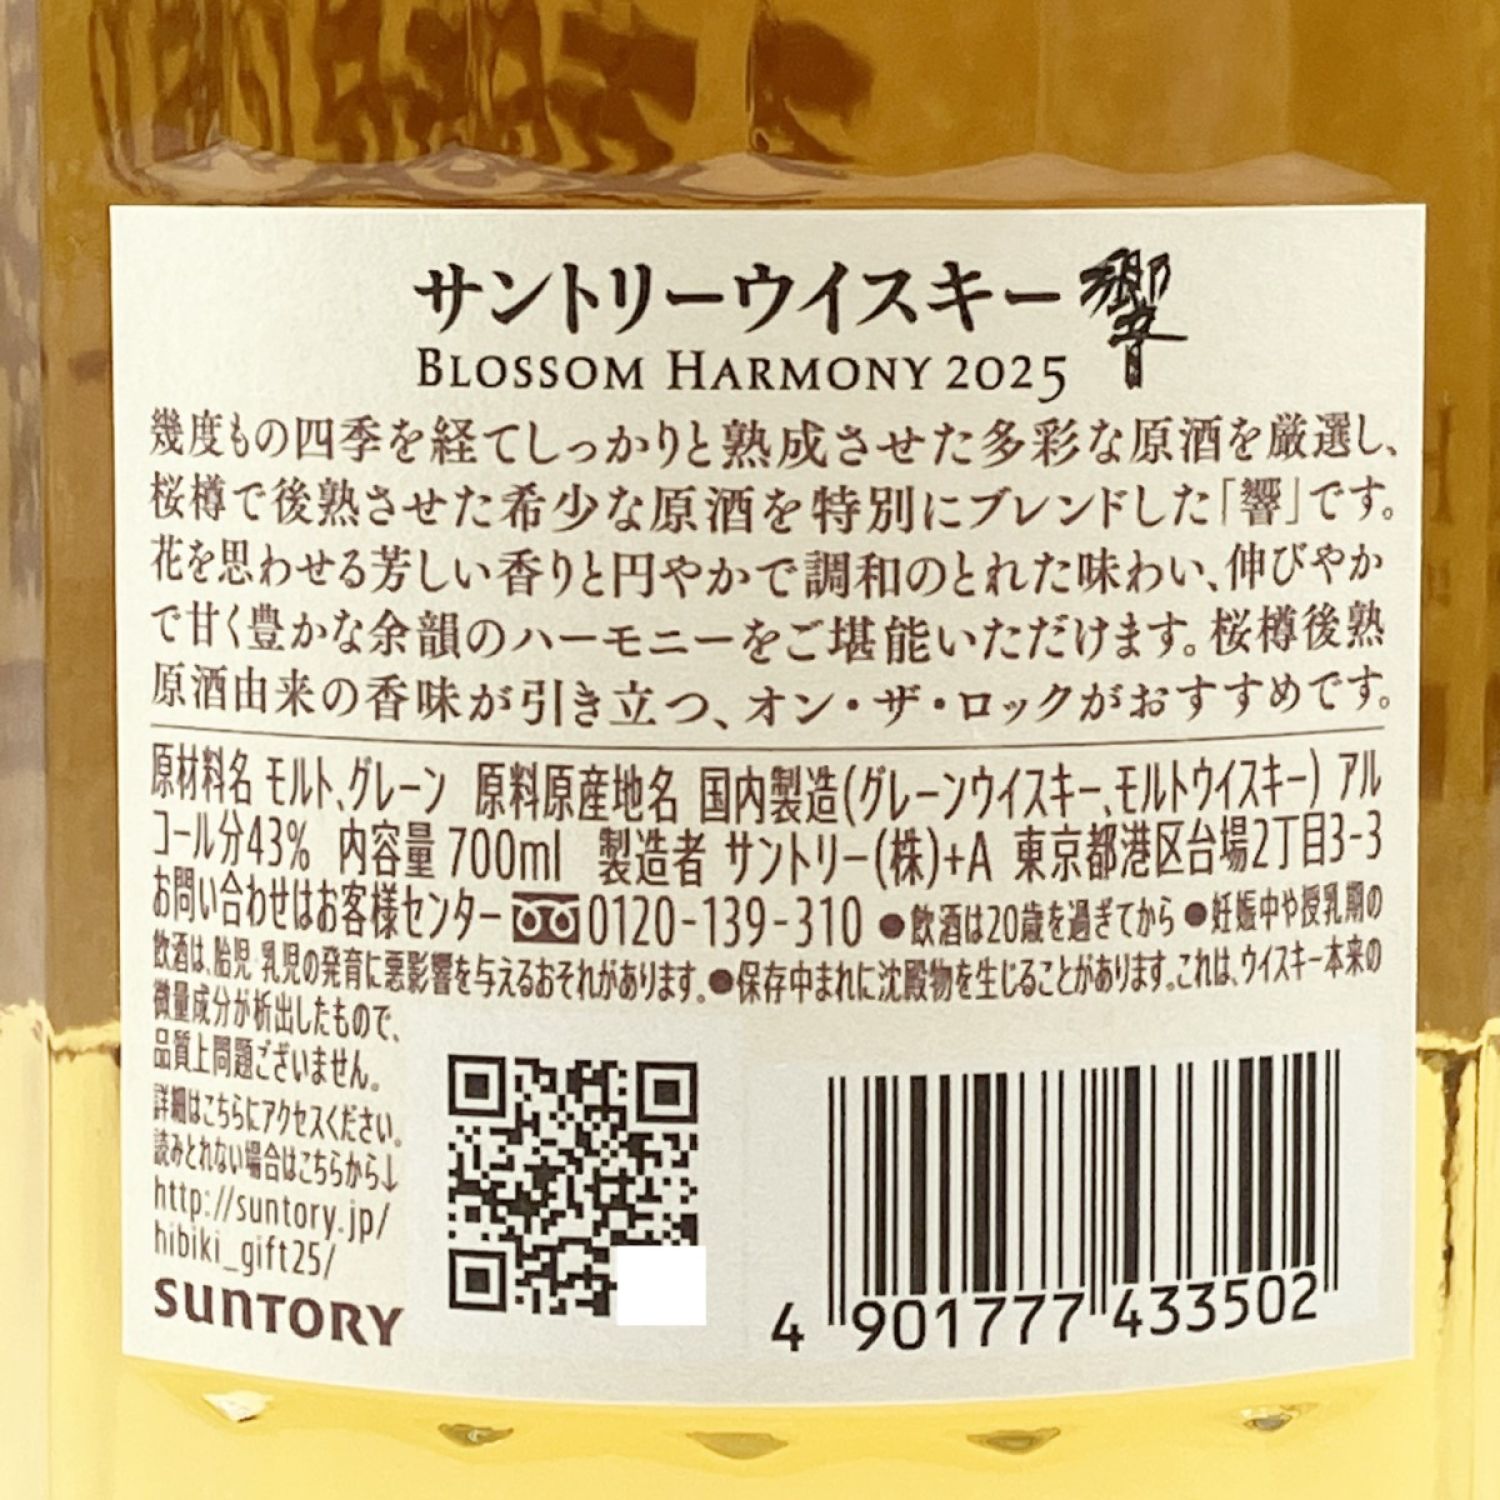 サントリーウイスキー 響
BLOSSOM HARMONY 2025
幾度もの四季を経てしっかりと熟成させた多彩な原酒を厳選し、
桜樽で後熟させた希少な原酒を特別にブレンドした「響」です。
花を思わせる芳しい香りと円やかで調和のとれた味わい、伸びやか
で甘く豊かな余韻のハーモニーをご堪能いただけます。桜樽後熟
原酒由来の香味が引き立つ、オン・ザ・ロックがおすすめです。
原材料名 モルト、グレーン 原料原産地名 国内製造(グレーンウイスキー、モルトウイスキー) アル
コール分43% 内容量 700ml 製造者 サントリー(株)+A 東京都港区台場2丁目3-3
お問い合わせはお客様センター 0120-139-310 ●飲酒は20歳を過ぎてから ●妊娠中や授乳期の
飲酒は、胎児・乳児の発育に悪影響を与えるおそれがあります。●保存中まれに沈殿物を生じることがあります。これは、ウイスキー本来の
微量成分が析出したもので、
品質上問題ございません。
詳細はこちらにアクセスください。
読みとれない場合はこちらから↓
http://suntory.jp/
hibiki_gift25/
SUNTORY
4 901777 433502